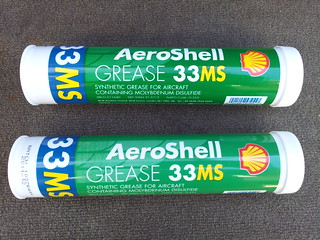 33MS
AeroShell
GREASE 33MS
SYNTHETIC GREASE FOR AIRCRAFT
CONTAINING MOLYBDENUM DISULFIDE
33MS
AeroShell
GREASE 33MS
SYNTHETIC GREASE FOR AIRCRAFT
CONTAINING MOLYBDENUM DISULFIDE